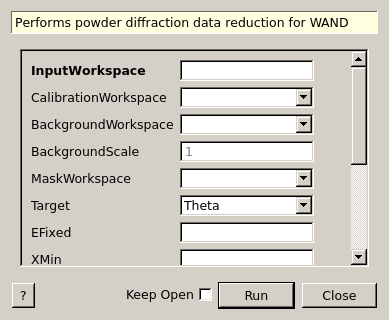 Performs powder diffraction data reduction for WAND
InputWorkspace
CalibrationWorkspace
BackgroundWorkspace
BackgroundScale 1
MaskWorkspace
Target Theta
EFixed
XMin
? Keep Open Run Close